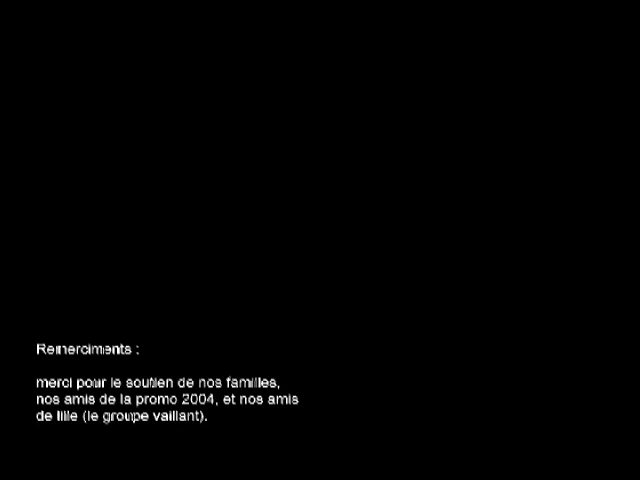 Remerciments :
merci pour le soutien de nos familles,
nos amis de la promo 2004, et nos amis
de lille (le groupe vaillant).